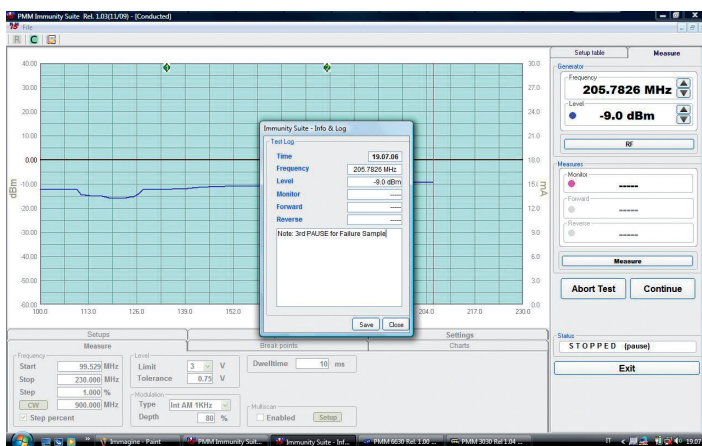 PMM Immunity Suite Rel. 1.03(11/09) - [Conducted]
File
R C
Setup table Measure
40.00 30.0
30.00 27.0
20.00 24.0
10.00 21.0
0.00 18.0
-10.00 15.0
-20.00 12.0
-30.00 9.0
-40.00 6.0
-50.00 3.0
-60.00 0.0
dBm
mA
1 2
100.0 113.0 126.0 139.0 152.0 204.0 217.0 230.0
Immunity Suite - Info & Log
Test Log
Time 19.07.06
Frequency 205.7826 MHz
Level -9.0 dBm
Monitor -----
Forward -----
Reverse -----
Note: 3rd PAUSE for Failure Sample
Save Close
Generator
Frequency
205.7826 MHz
Level
-9.0 dBm
RF
Measures
Monitor
-----
Forward
-----
Reverse
-----
Measure
Abort Test Continue
Status
STOPPED (pause)
Exit
Setups Settings
Measure Break points Charts
Frequency
Start 99.529 MHz
Stop 230.000 MHz
Step 1.000 %
CW 900.000 MHz
Step percent
Level
Limit 3 V
Tolerance 0.75 V
Modulation
Type Int AM 1KHz
Depth 80 %
Dwelltime 10 ms
Multiscan
Enabled Setup
Immagine - Paint PMM Immunity Suit... Immunity Suite - Inf... PMM 6630 Rel. 1.00 ... PMM 3030 Rel 1.04 ... IT 19.07